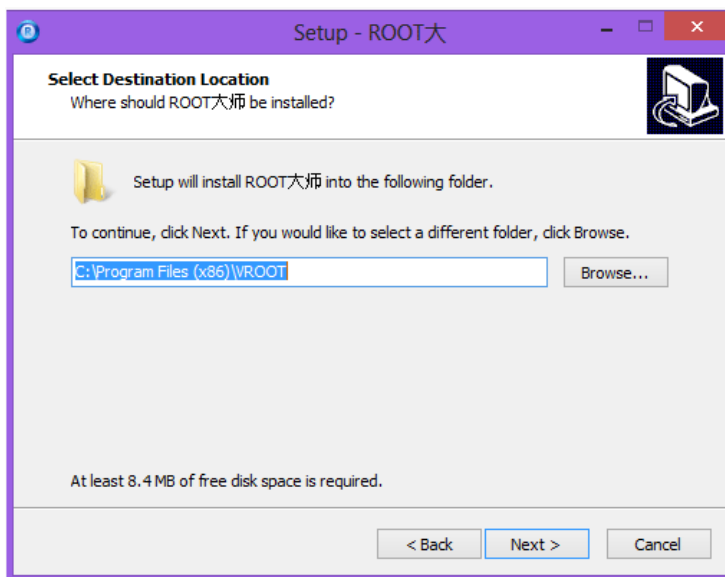 Setup - ROOT大
Select Destination Location
Where should ROOT大师 be installed?
Setup will install ROOT大师 into the following folder.
To continue, click Next. If you would like to select a different folder, click Browse.
C:\Program Files (x86)\VROOT
Browse...
At least 8.4 MB of free disk space is required.
< Back
Next >
Cancel